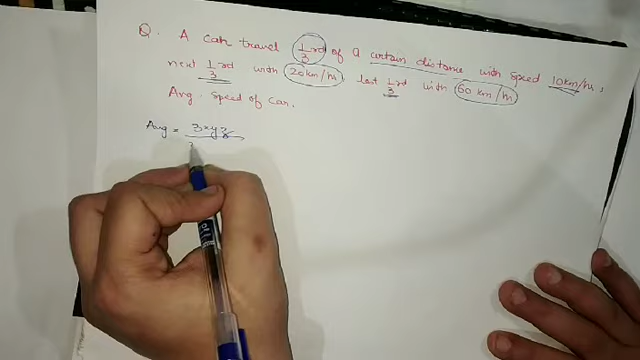 Q. A car travel 1/3rd of a certain distance with speed 10km/hr,
next 1/3rd with 20km/hr last 1/3rd with 60 km/hr
Avg. speed of car.
Avg = 3xyz